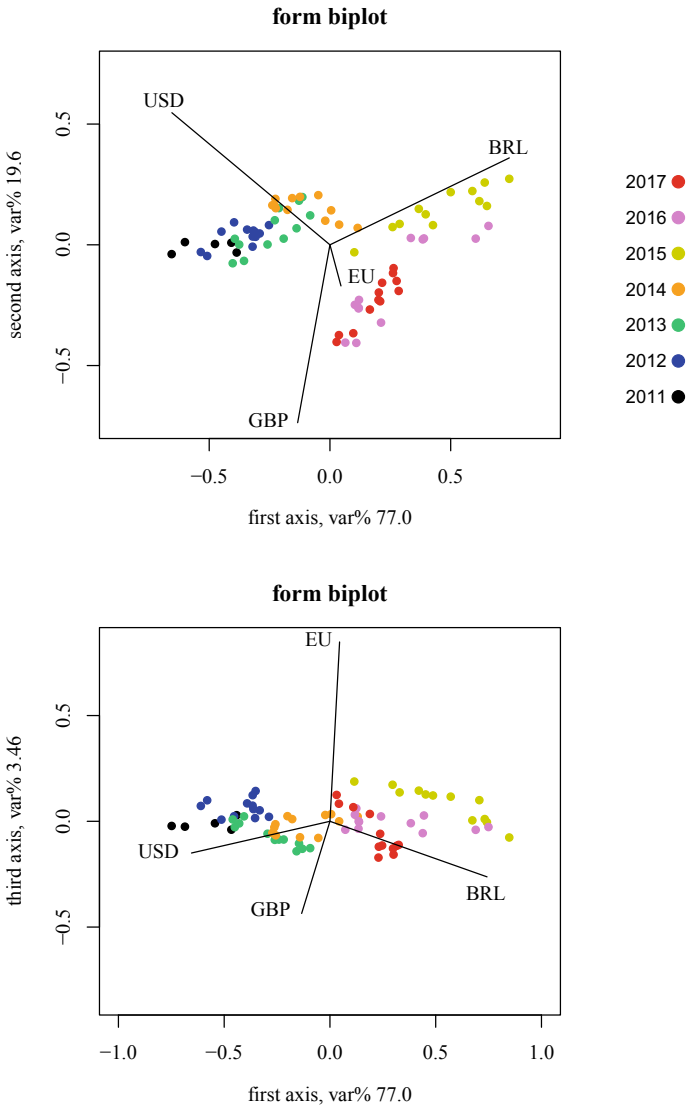 form biplot
second axis, var% 19.6
0.5
0.0
−0.5
USD
BRL
EU
GBP
−0.5
0.0
0.5
first axis, var% 77.0
2017
2016
2015
2014
2013
2012
2011
form biplot
third axis, var% 3.46
0.5
0.0
−0.5
EU
USD
GBP
BRL
−1.0
−0.5
0.0
0.5
1.0
first axis, var% 77.0